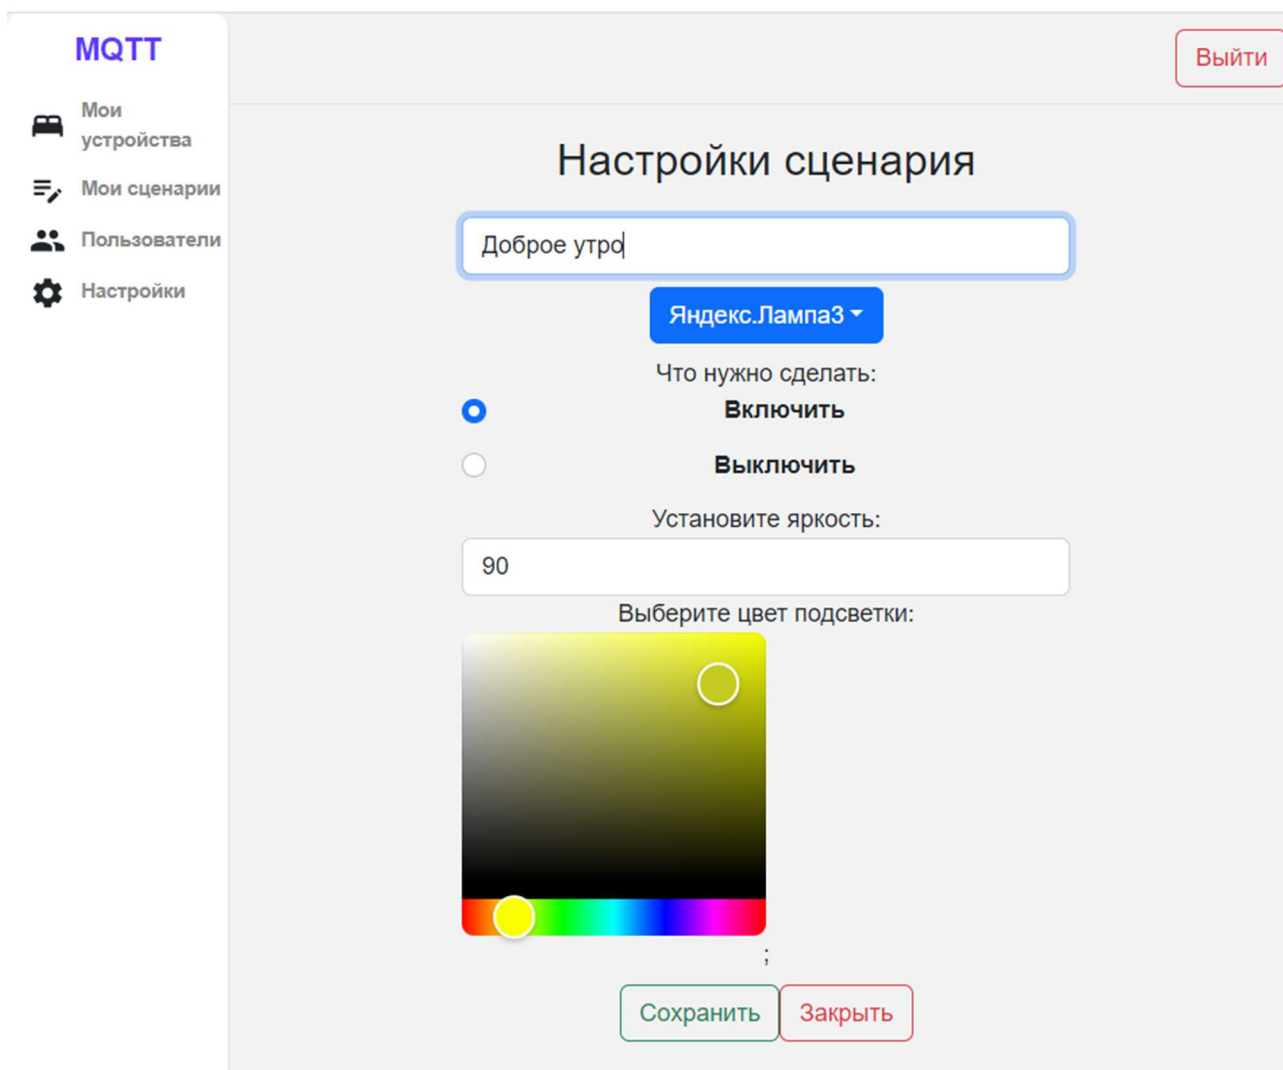 MQTT
Выйти
Мои
устройства
Мои сценарии
Пользователи
Настройки
Настройки сценария
Доброе утро
Яндекс.Лампа3
Что нужно сделать:
Включить
Выключить
Установите яркость:
90
Выберите цвет подсветки:
;
Сохранить
Закрыть